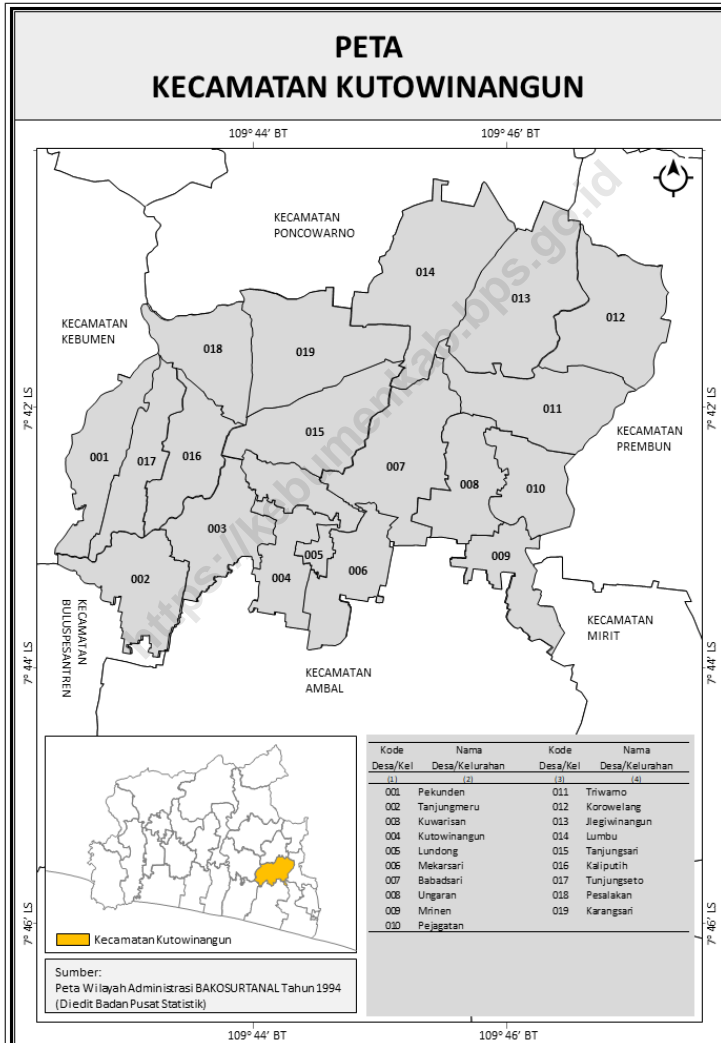 PETA
KECAMATAN KUTOWINANGUN
109° 44' BT
109° 46' BT
KECAMATAN
PONCOWARNO
014
013
012
KECAMATAN
KEBUMEN
018
019
7° 42' LS
7° 42' LS
011
KECAMATAN
PREMBUN
015
001
017
016
007
008
010
003
005
009
002
004
006
KECAMATAN
BULUSPESANTREN
KECAMATAN
MIRIT
7° 44' LS
7° 44' LS
KECAMATAN
AMBAL
https://kebumenkab.bps.go.id
Kode Nama Kode Nama
Desa/Kel Desa/Kelurahan Desa/Kel Desa/Kelurahan
(1) (2) (3) (4)
001 Pekunden 011 Triwarno
002 Tanjungmeru 012 Korowelang
003 Kuwarisan 013 Jlegiwinangun
004 Kutowinangun 014 Lumbu
005 Lundong 015 Tanjungsari
006 Mekarsari 016 Kaliputih
007 Babadsari 017 Tunjungseto
008 Ungaran 018 Pesalakan
009 Mrinen 019 Karangsari
010 Pejagatan
7° 46' LS
7° 46' LS
Kecamatan Kutowinangun
Sumber:
Peta Wilayah Administrasi BAKOSURTANAL Tahun 1994
(Diedit Badan Pusat Statistik)
109° 44' BT
109° 46' BT